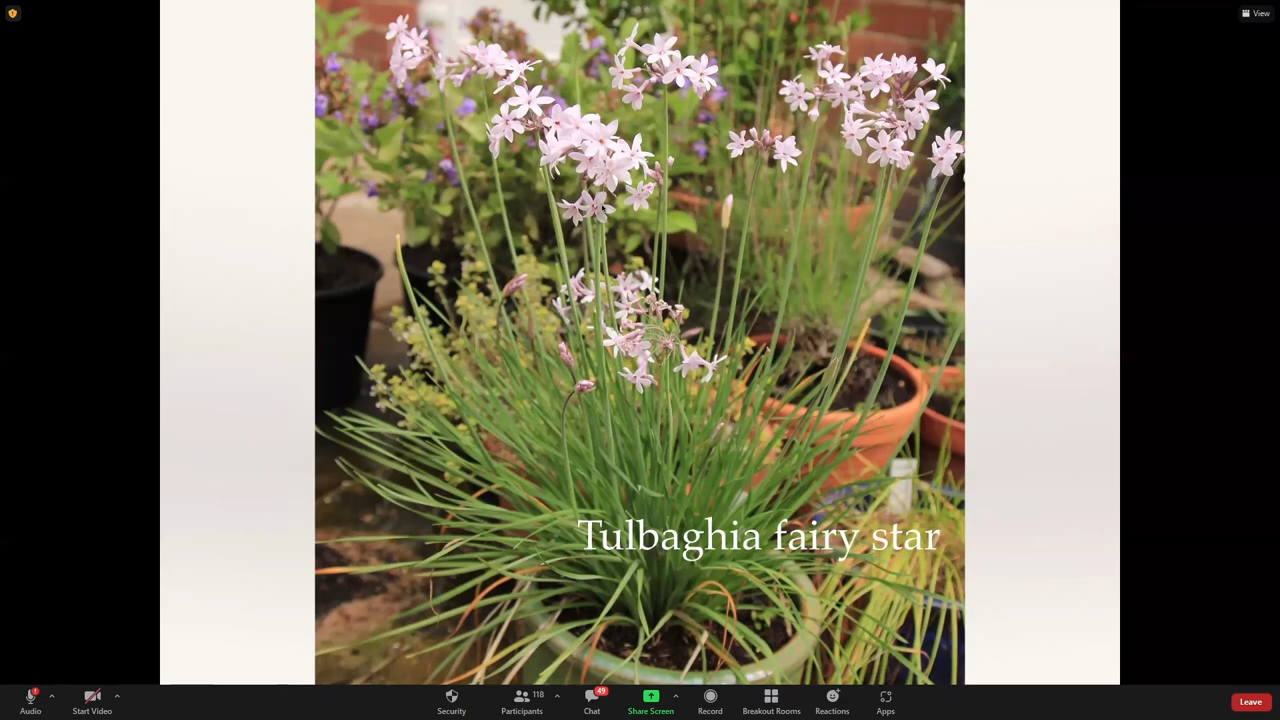 View
Tulbaghia fairy star
Audio
Start Video
Security
Participants
118
Chat
49
Share Screen
Record
Breakout Rooms
Reactions
Apps
Leave